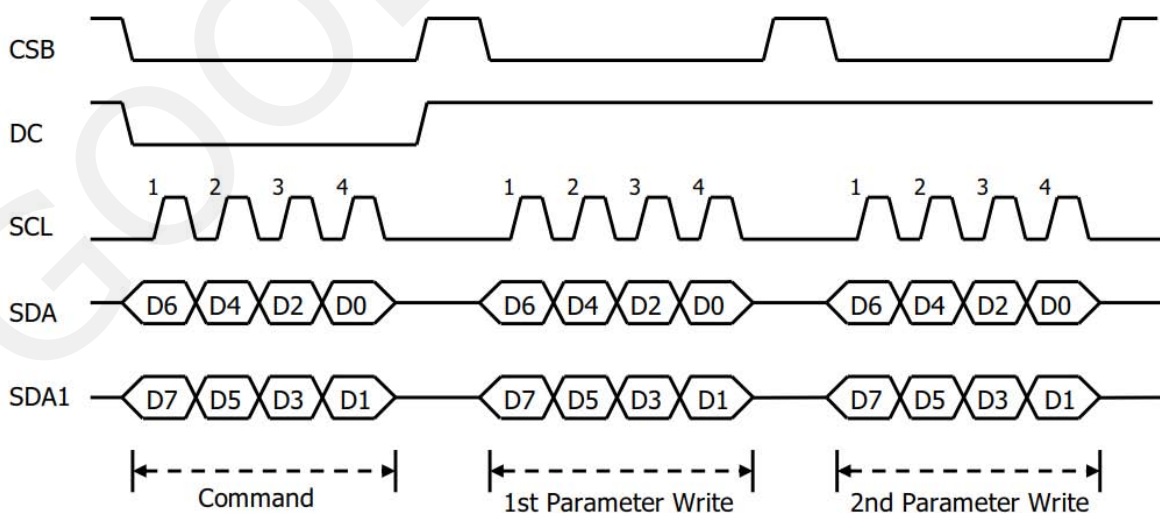 CSB
DC
1 2 3 4 1 2 3 4 1 2 3 4
SCL
SDA D6 D4 D2 D0 D6 D4 D2 D0 D6 D4 D2 D0
SDA1 D7 D5 D3 D1 D7 D5 D3 D1 D7 D5 D3 D1
Command 1st Parameter Write 2nd Parameter Write